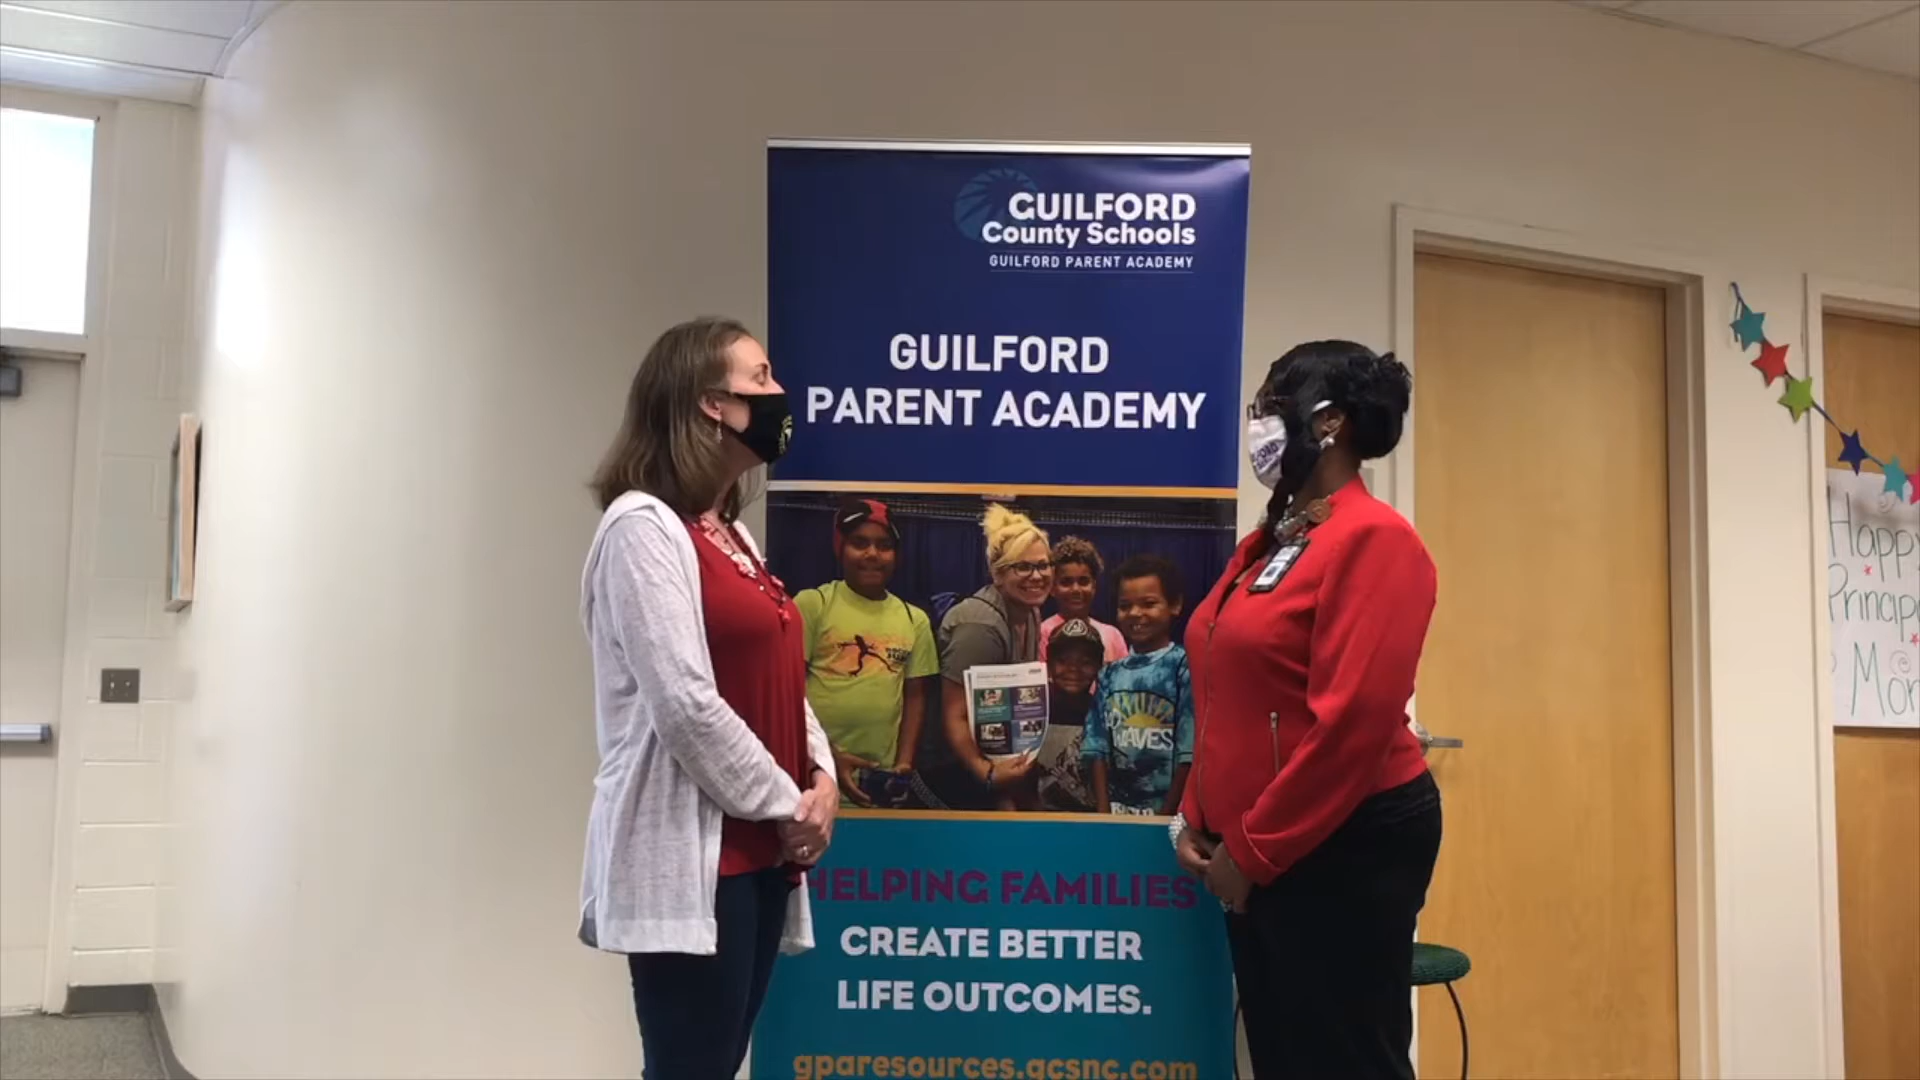 GUILFORD
County Schools
GUILFORD PARENT ACADEMY
GUILFORD
PARENT ACADEMY
WAVES
HELPING FAMILIES
CREATE BETTER
LIFE OUTCOMES.
gparesources.gcsnc.com
Happy
Princip
Mon